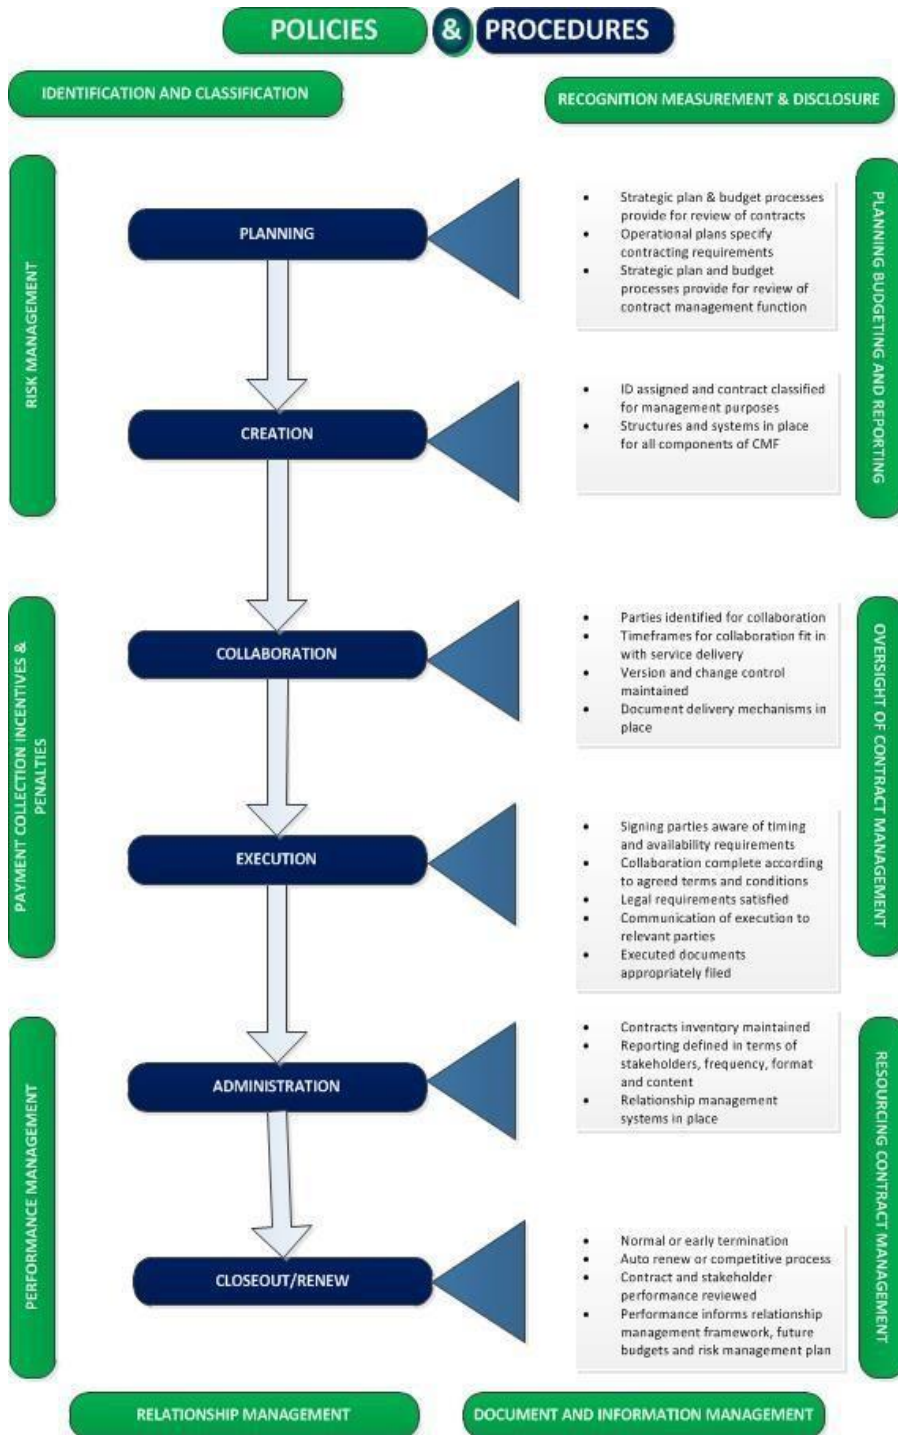 POLICIES & PROCEDURES
IDENTIFICATION AND CLASSIFICATION
RECOGNITION MEASUREMENT & DISCLOSURE
RISK MANAGEMENT
PLANNING BUDGETING AND REPORTING
PLANNING
• Strategic plan & budget processes
provide for review of contracts
• Operational plans specify
contracting requirements
• Strategic plan and budget
processes provide for review of
contract management function
CREATION
• ID assigned and contract classified
for management purposes
• Structures and systems in place
for all components of CMF
PAYMENT COLLECTION INCENTIVES &
PENALTIES
OVERSIGHT OF CONTRACT MANAGEMENT
COLLABORATION
• Parties identified for collaboration
• Timeframes for collaboration fit in
with service delivery
• Version and change control
maintained
• Document delivery mechanisms in
place
EXECUTION
• Signing parties aware of timing
and availability requirements
• Collaboration complete according
to agreed terms and conditions
• Legal requirements satisfied
• Communication of execution to
relevant parties
• Executed documents
appropriately filed
PERFORMANCE MANAGEMENT
RESOURCING CONTRACT MANAGEMENT
ADMINISTRATION
• Contracts inventory maintained
• Reporting defined in terms of
stakeholders, frequency, format
and content
• Relationship management
systems in place
CLOSEOUT/RENEW
• Normal or early termination
• Auto renew or competitive process
• Contract and stakeholder
performance reviewed
• Performance informs relationship
management framework, future
budgets and risk management plan
RELATIONSHIP MANAGEMENT
DOCUMENT AND INFORMATION MANAGEMENT